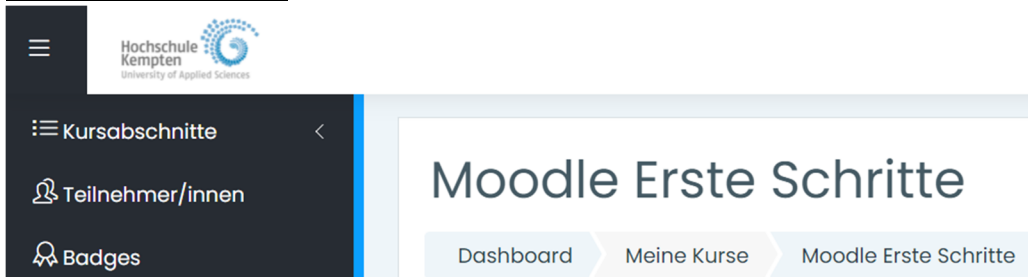 Hochschule
Kempten
University of Applied Sciences
Kursabschnitte
Teilnehmer/innen
Badges
Moodle Erste Schritte
Dashboard Meine Kurse Moodle Erste Schritte